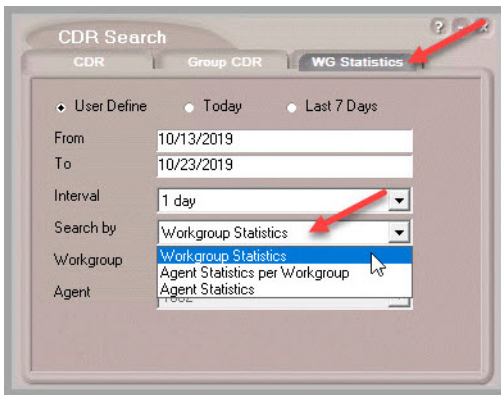 CDR Search
CDR Group CDR WG Statistics
User Define Today Last 7 Days
From 10/13/2019
To 10/23/2019
Interval 1 day
Search by Workgroup Statistics
Workgroup Workgroup Statistics
Agent Statistics per Workgroup
Agent Agent Statistics